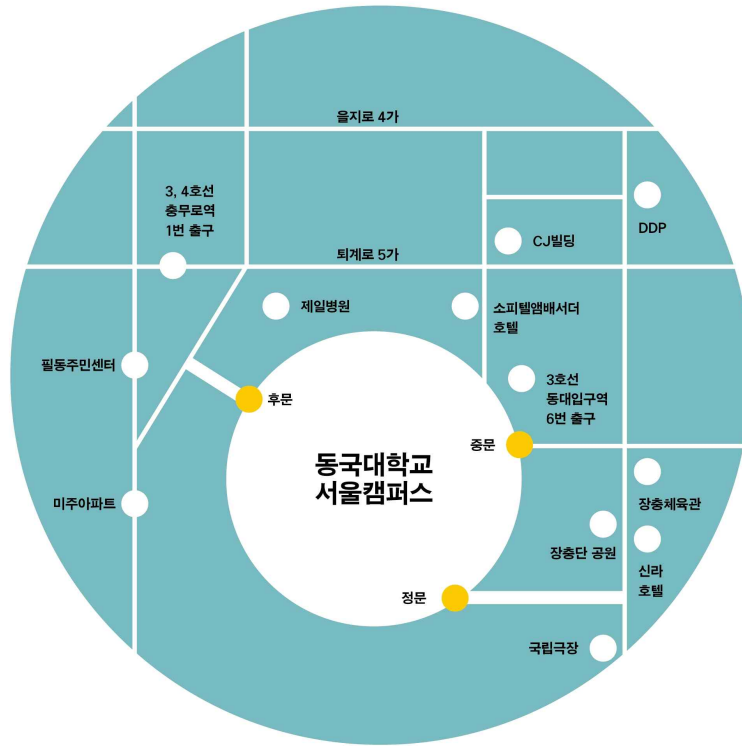 을지로 4가
3, 4호선
충무로역
1번 출구
DDP
CJ빌딩
퇴계로 5가
제일병원
소피텔앰배서더
호텔
필동주민센터
3호선
동대입구역
6번 출구
후문
중문
동국대학교
서울캠퍼스
미주아파트
장충체육관
장충단 공원
신라
호텔
정문
국립극장